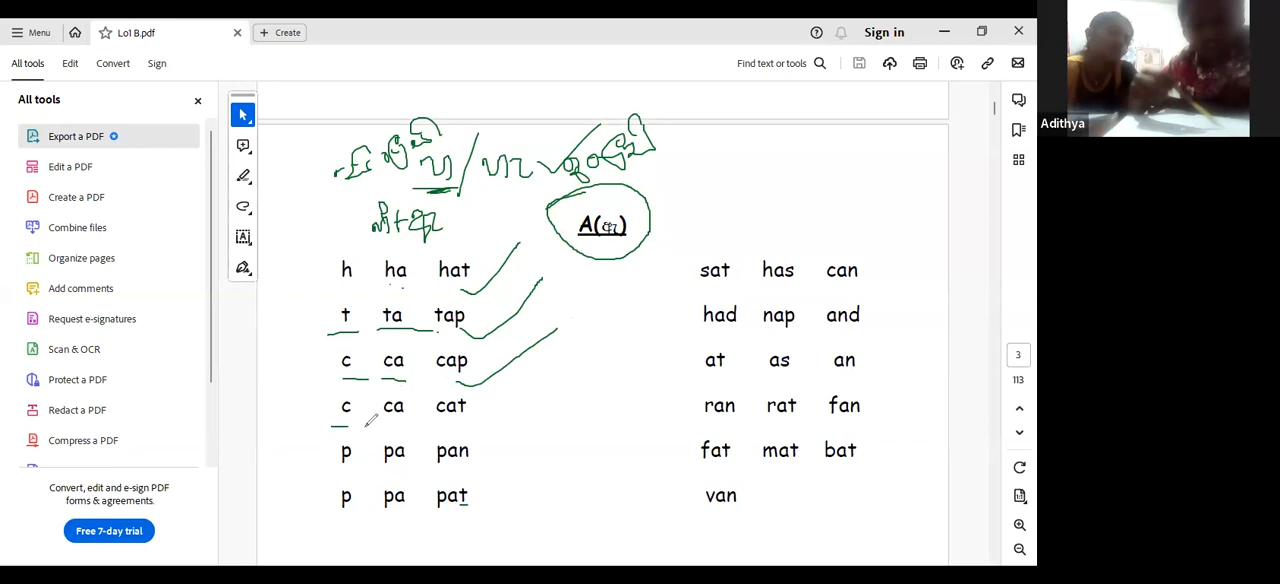 Menu Lo1 B.pdf Create Sign in
All tools Edit Convert Sign Find text or tools
All tools
Export a PDF
Edit a PDF
Create a PDF
Combine files
Organize pages
Add comments
Request e-signatures
Scan & OCR
Protect a PDF
Redact a PDF
Compress a PDF
Convert, edit and e-sign PDF
forms & agreements.
Free 7-day trial
A(ஏ)
h ha hat
t ta tap
c ca cap
c ca cat
p pa pan
p pa pat
sat has can
had nap and
at as an
ran rat fan
fat mat bat
van
3
113
Adithya